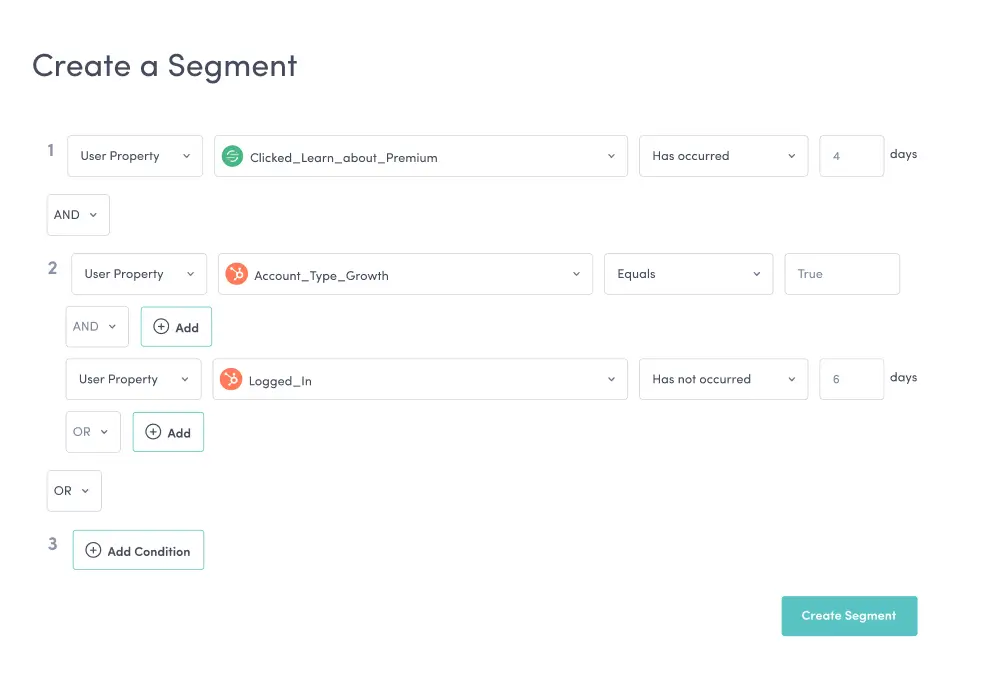 Create a Segment
1 User Property Clicked_Learn_about_Premium Has occurred 4 days
AND
2 User Property Account_Type_Growth Equals True
AND Add
User Property Logged_In Has not occurred 6 days
OR Add
OR
3 Add Condition
Create Segment